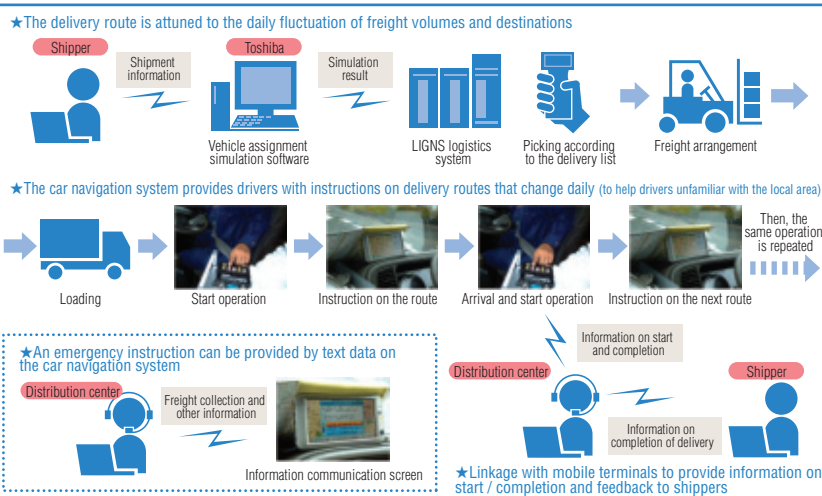 ★The delivery route is attuned to the daily fluctuation of freight volumes and destinations
Shipper
Shipment
information
Toshiba
Simulation
result
Vehicle assignment
simulation software
LIGNS logistics
system
Picking according
to the delivery list
Freight arrangement
★The car navigation system provides drivers with instructions on delivery routes that change daily (to help drivers unfamiliar with the local area)
Then, the
same operation
is repeated
Loading
Start operation
Instruction on the route
Arrival and start operation
Instruction on the next route
★An emergency instruction can be provided by text data on
the car navigation system
Distribution center
Freight collection and
other information
Information communication screen
Information on start
and completion
Distribution center
Shipper
Information on
completion of delivery
★Linkage with mobile terminals to provide information on
start / completion and feedback to shippers